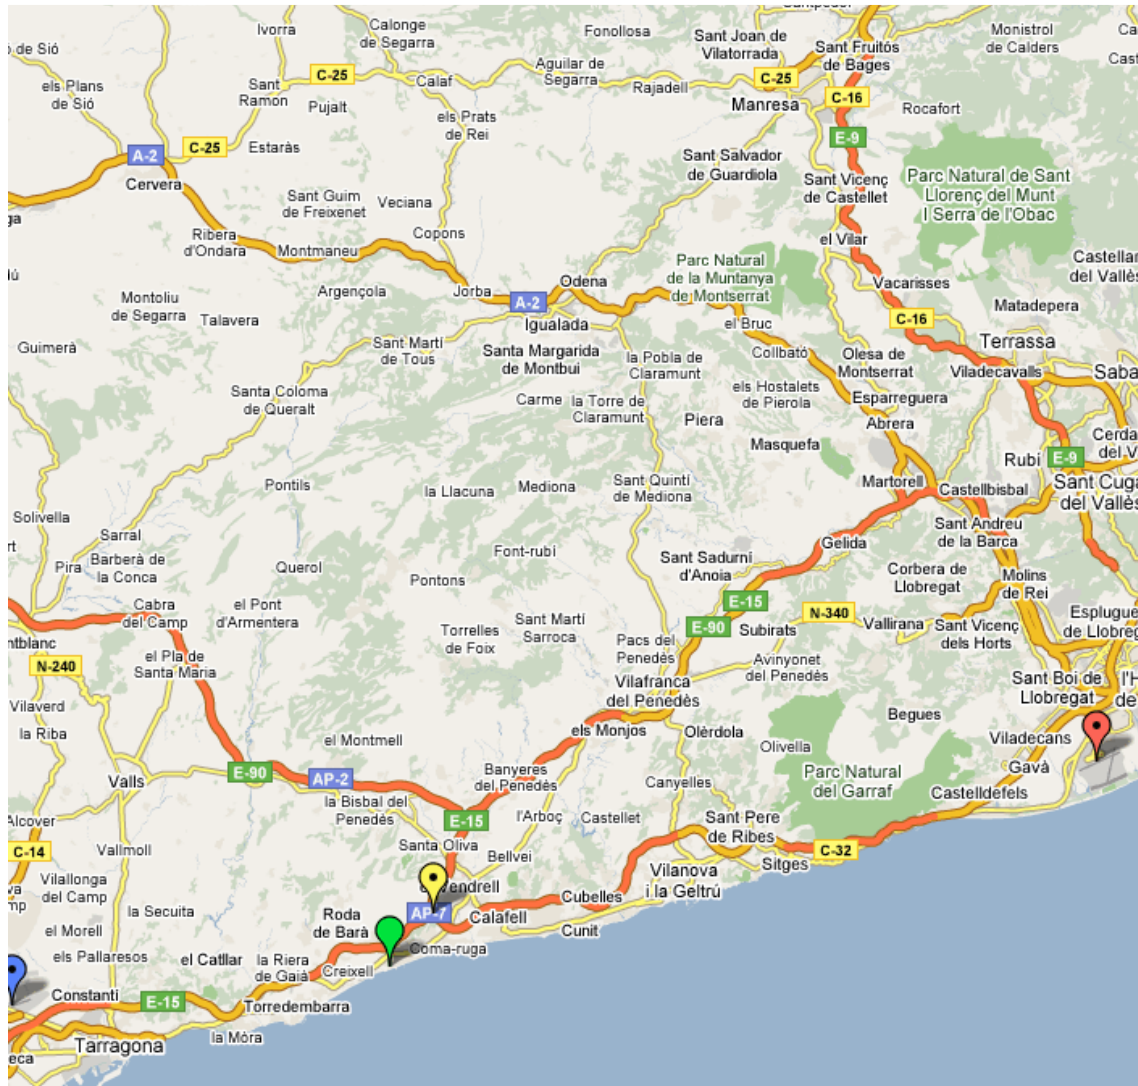 Ivorra
Calonge
de Segarra
Fonollosa
Sant Joan de
Vilatorrada
Santpedor
Sant Fruitós
de Bages
Monistrol
de Calders
o de Sió
els Plans
de Sió
C-25
Sant
Ramon
Pujalt
Calaf
Aguilar de
Segarra
Rajadell
C-25
Manresa
C-16
Rocafort
els Prats
de Rei
E-9
A-2
C-25
Estaràs
Cervera
Sant Salvador
de Guardiola
Sant Vicenç
de Castellet
Parc Natural de Sant
Llorenç del Munt
I Serra de l'Obac
Sant Guim
de Freixenet
Veciana
Ribera
d'Ondara
Montmaneu
Copons
el Vilar
Parc Natural
de la Muntanya
de Montserrat
Castellar
del Vallès
Odena
Vacarisses
Montoliu
de Segarra
Argençola
Jorba
A-2
Matadepera
Talavera
Igualada
el Bruc
C-16
Guimerà
Sant Martí
de Tous
Santa Margarida
de Montbui
la Pobla de
Claramunt
Collbató
Olesa de
Montserrat
Terrassa
Viladecavalls
Saba
Santa Coloma
de Queralt
Carme
la Torre de
Claramunt
els Hostalets
de Pierola
Esparreguera
Piera
Abrera
Masquefa
Cerda
del V
Rubí
E-9
Pontils
la Llacuna
Mediona
Sant Quintí
de Mediona
Martorell
Castellbisbal
Sant Cuga
del Vallès
Solivella
Sarral
Sant Andreu
de la Barca
Font-rubí
Gelida
Barberà de
la Conca
Pira
Querol
Pontons
Sant Sadurní
d'Anoia
Corbera de
Llobregat
Molins
de Rei
Cabra
del Camp
el Pont
d'Armentera
E-15
N-340
Sant Martí
Sarroca
E-90
Subirats
Vallirana
Sant Vicenç
dels Horts
Esplugue
de Llobreg
ntblanc
Torrelles
de Foix
Pacs del
Penedès
el Pla de
Santa Maria
N-240
Avinyonet
del Penedès
Vilafranca
del Penedès
Sant Boi de
Llobregat
l'H
de
Vilaverd
la Riba
els Monjos
Olèrdola
Begues
el Montmell
Olivella
Viladecans
Gavà
E-90
AP-2
Valls
Banyeres
del Penedès
Canyelles
Parc Natural
del Garraf
Castelldefels
la Bisbal del
Penedès
l'Arboç
Castellet
Sant Pere
de Ribes
Alcover
E-15
C-14
Vallmoll
Santa Oliva
Bellvei
C-32
Sitges
Vilanova
i la Geltrú
Vilallonga
del Camp
Vendrell
Cubelles
la Secuita
AP-7
Calafell
Roda
de Barà
Cunit
el Morell
Coma-ruga
els Pallaresos
el Catllar
la Riera
de Gaià
Creixell
Constantí
E-15
Torredembarra
la Móra
Tarragona